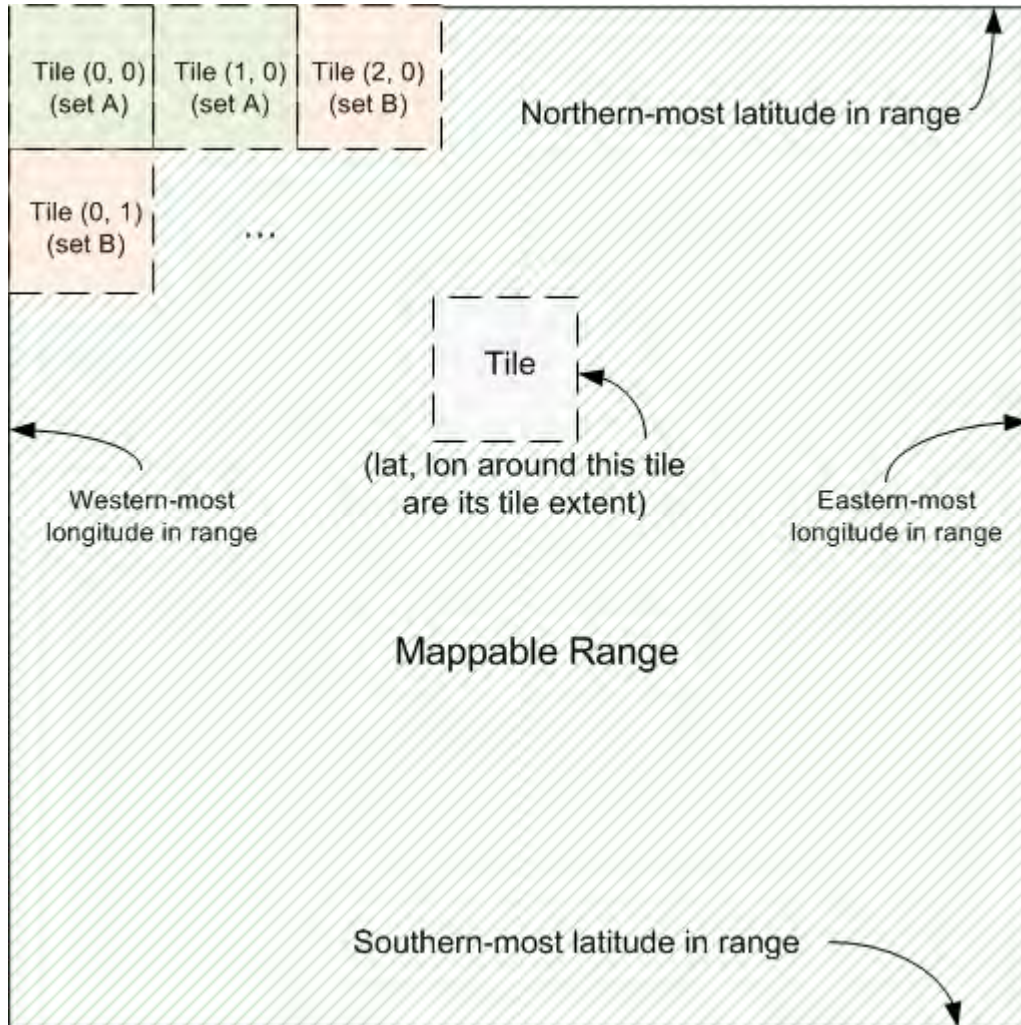 Tile (0, 0)
(set A)
Tile (1, 0)
(set A)
Tile (2, 0)
(set B)
Northern-most latitude in range
Tile (0, 1)
(set B)
...
Tile
(lat, lon around this tile
are its tile extent)
Western-most
longitude in range
Eastern-most
longitude in range
Mappable Range
Southern-most latitude in range